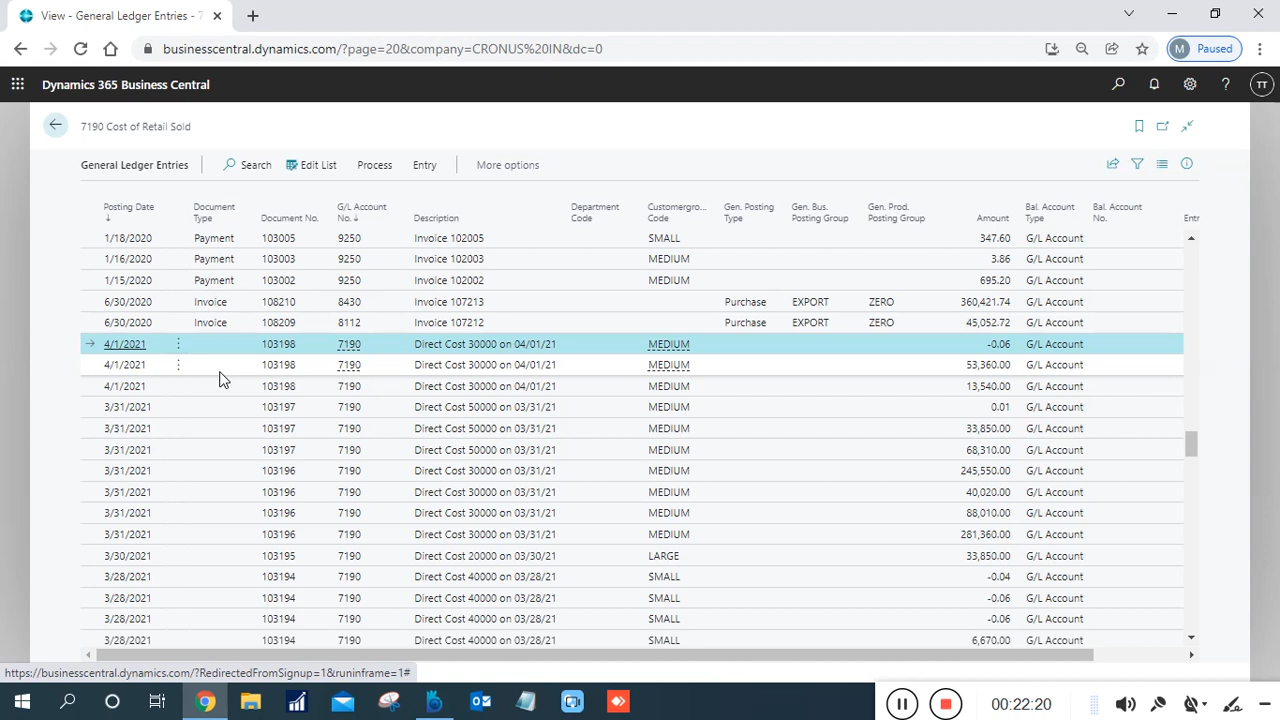 View - General Ledger Entries - 7
businesscentral.dynamics.com/?page=20&company=CRONUS%20IN&dc=0
M Paused
Dynamics 365 Business Central
TT
7190 Cost of Retail Sold
General Ledger Entries Search Edit List Process Entry More options
Posting Date ↓ Document Type Document No. G/L Account No. ↓ Description Department Code Customergro... Code Gen. Posting Type Gen. Bus. Posting Group Gen. Prod. Posting Group Amount Bal. Account Type Bal. Account No. Entr
1/18/2020 Payment 103005 9250 Invoice 102005 SMALL 347.60 G/L Account
1/16/2020 Payment 103003 9250 Invoice 102003 MEDIUM 3.86 G/L Account
1/15/2020 Payment 103002 9250 Invoice 102002 MEDIUM 695.20 G/L Account
6/30/2020 Invoice 108210 8430 Invoice 107213 Purchase EXPORT ZERO 360,421.74 G/L Account
6/30/2020 Invoice 108209 8112 Invoice 107212 Purchase EXPORT ZERO 45,052.72 G/L Account
4/1/2021 103198 7190 Direct Cost 30000 on 04/01/21 MEDIUM -0.06 G/L Account
4/1/2021 103198 7190 Direct Cost 30000 on 04/01/21 MEDIUM 53,360.00 G/L Account
4/1/2021 103198 7190 Direct Cost 30000 on 04/01/21 MEDIUM 13,540.00 G/L Account
3/31/2021 103197 7190 Direct Cost 50000 on 03/31/21 MEDIUM 0.01 G/L Account
3/31/2021 103197 7190 Direct Cost 50000 on 03/31/21 MEDIUM 33,850.00 G/L Account
3/31/2021 103197 7190 Direct Cost 50000 on 03/31/21 MEDIUM 68,310.00 G/L Account
3/31/2021 103196 7190 Direct Cost 30000 on 03/31/21 MEDIUM 245,550.00 G/L Account
3/31/2021 103196 7190 Direct Cost 30000 on 03/31/21 MEDIUM 40,020.00 G/L Account
3/31/2021 103196 7190 Direct Cost 30000 on 03/31/21 MEDIUM 88,010.00 G/L Account
3/31/2021 103196 7190 Direct Cost 30000 on 03/31/21 MEDIUM 281,360.00 G/L Account
3/30/2021 103195 7190 Direct Cost 20000 on 03/30/21 LARGE 33,850.00 G/L Account
3/28/2021 103194 7190 Direct Cost 40000 on 03/28/21 SMALL -0.04 G/L Account
3/28/2021 103194 7190 Direct Cost 40000 on 03/28/21 SMALL -0.06 G/L Account
3/28/2021 103194 7190 Direct Cost 40000 on 03/28/21 SMALL -0.06 G/L Account
3/28/2021 103194 7190 Direct Cost 40000 on 03/28/21 SMALL 6,670.00 G/L Account
https://businesscentral.dynamics.com/?RedirectedFromSignup=1&runinframe=1#
00:22:20